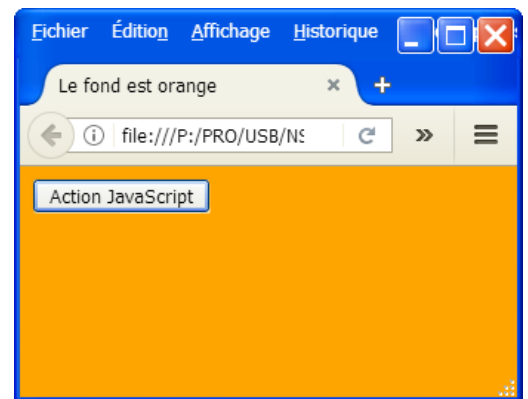 Fichier Édition Affichage Historique
Le fond est orange
file:///P:/PRO/USB/NS
Action JavaScript